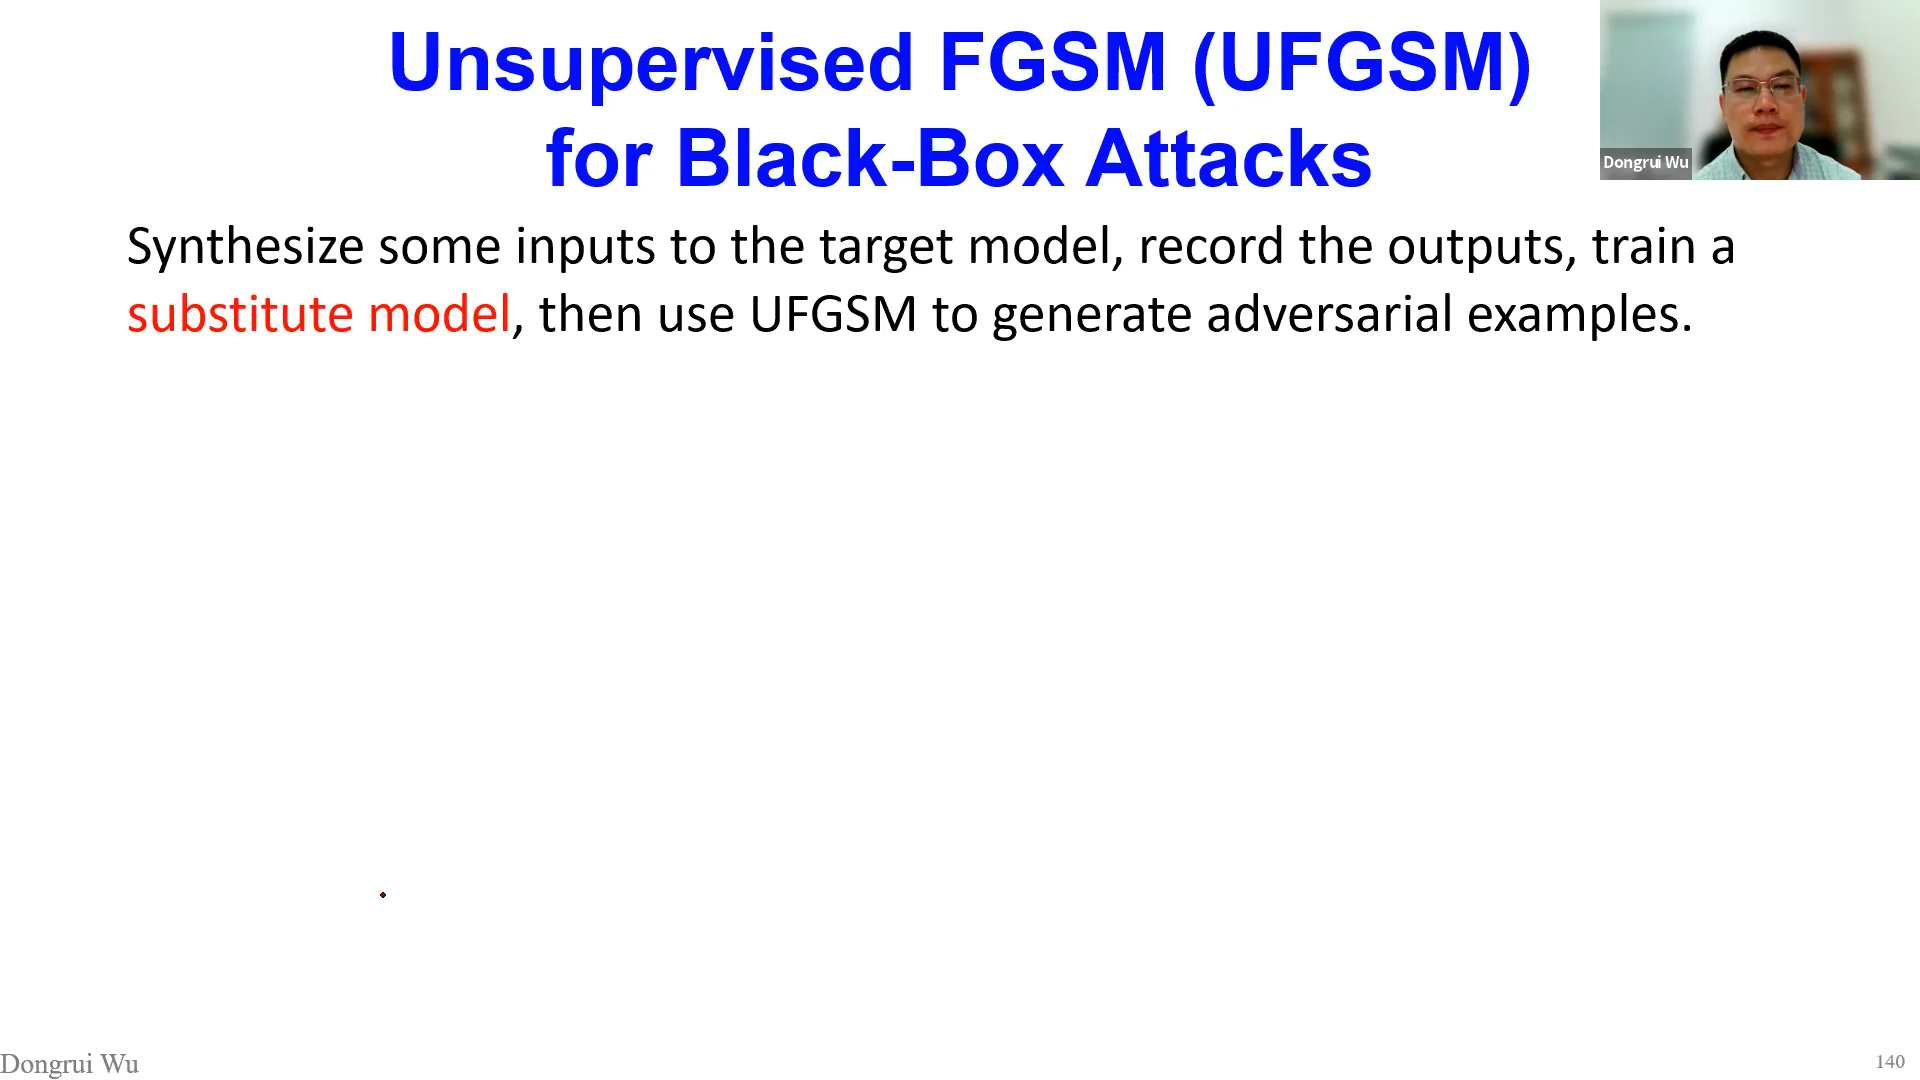 Unsupervised FGSM (UFGSM)
for Black-Box Attacks
Dongrui Wu
Synthesize some inputs to the target model, record the outputs, train a
substitute model, then use UFGSM to generate adversarial examples.
Dongrui Wu
140